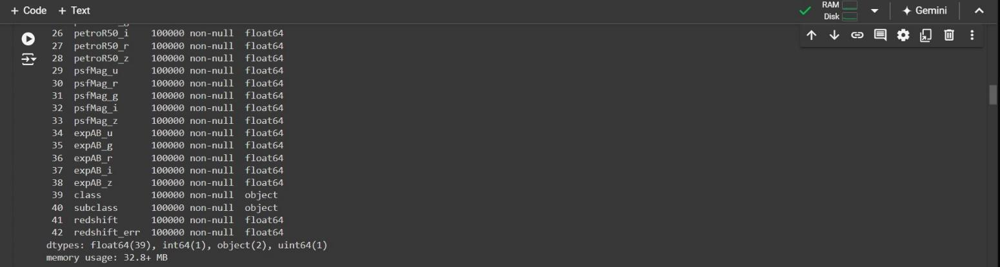 + Code + Text
RAM
Disk
Gemini
26 petroR50_i 100000 non-null float64
27 petroR50_r 100000 non-null float64
28 petroR50_z 100000 non-null float64
29 psfMag_u 100000 non-null float64
30 psfMag_r 100000 non-null float64
31 psfMag_g 100000 non-null float64
32 psfMag_i 100000 non-null float64
33 psfMag_z 100000 non-null float64
34 expAB_u 100000 non-null float64
35 expAB_g 100000 non-null float64
36 expAB_r 100000 non-null float64
37 expAB_i 100000 non-null float64
38 expAB_z 100000 non-null float64
39 class 100000 non-null object
40 subclass 100000 non-null object
41 redshift 100000 non-null float64
42 redshift_err 100000 non-null float64
dtypes: float64(39), int64(1), object(2), uint64(1)
memory usage: 32.8+ MB